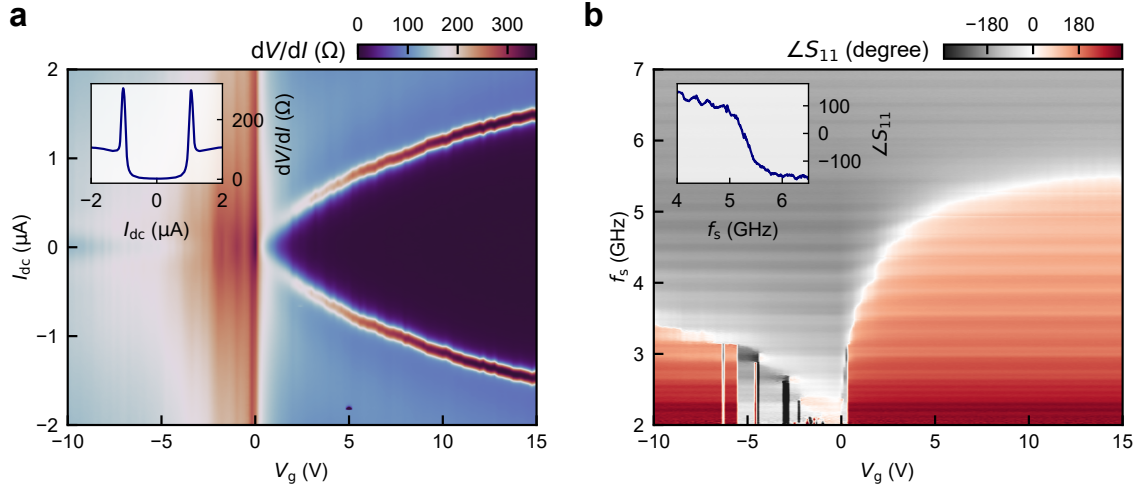 a
dV/dI (Ω)
0 100 200 300
2
1
0
−1
−2
I_dc (μA)
−10 −5 0 5 10 15
V_g (V)
200
0
dV/dI (Ω)
−2 0 2
I_dc (μA)
b
∠S_11 (degree)
−180 0 180
7
6
5
4
3
2
f_s (GHz)
−10 −5 0 5 10 15
V_g (V)
100
0
−100
∠S_11
4 5 6
f_s (GHz)